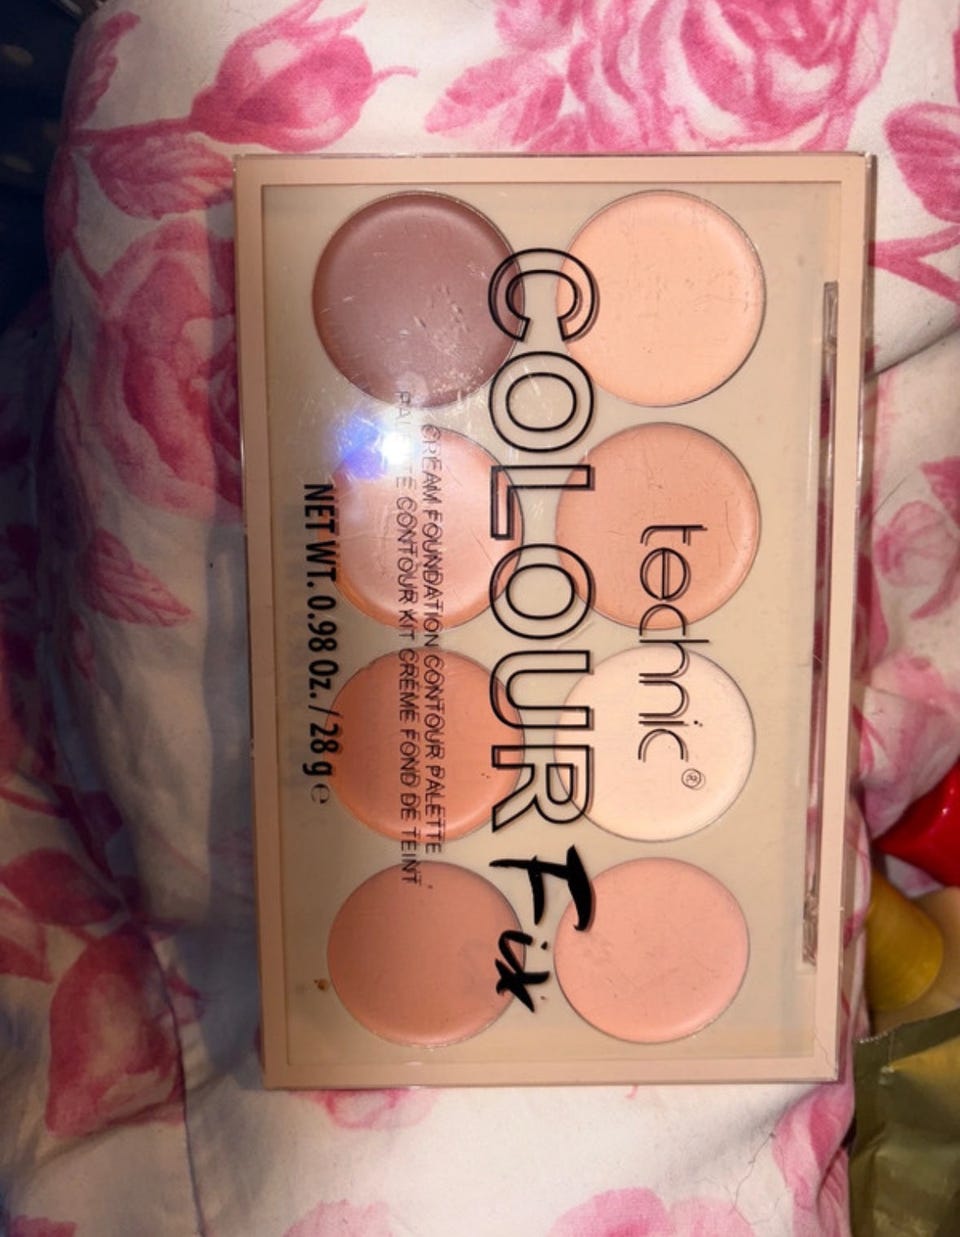 technic®
COLOUR Fix
CREAM FOUNDATION CONTOUR PALETTE
PALETTE CONTOUR KIT CRÈME FOND DE TEINT
NET WT. 0.98 Oz. / 28 g ℮